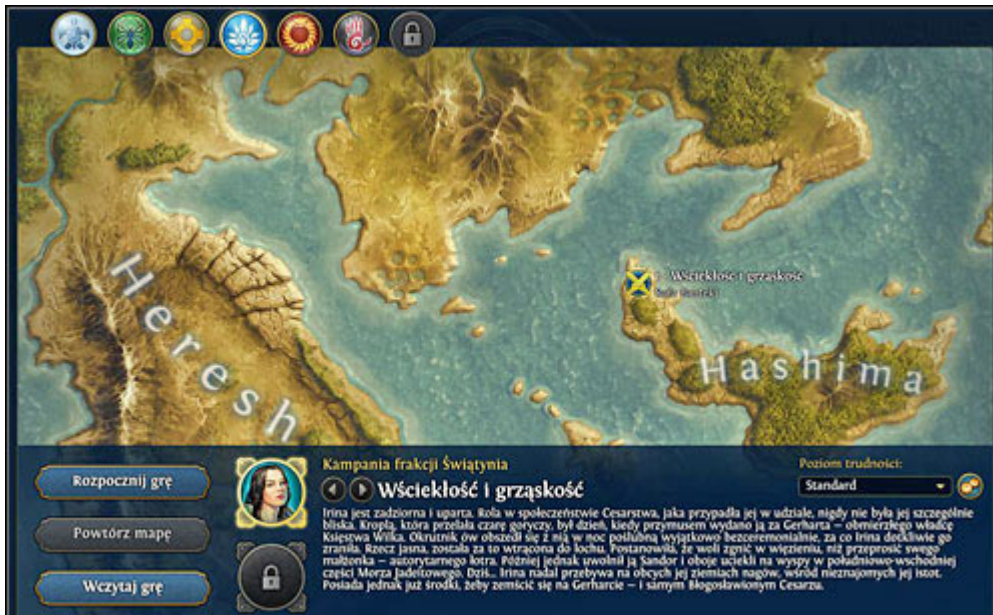 Wściekłość i grząskość
Heresh
Hashima
Kampania frakcji Świątynia
Poziom trudności:
Rozpocznij grę
Wściekłość i grząskość
Standard
Irina jest zadziorna i uparta. Rola w społeczeństwie Cesarstwa, jaka przypadła jej w udziale, nigdy nie była jej szczególnie
bliska. Kroplą, która przelała czarę goryczy, był dzień, kiedy przymusem wydano ją za Gerharta – obmierzłego władcę
Księstwa Wilka. Okrutnik ów obszedł się z nią w noc poślubną wyjątkowo bezceremonialnie, za co Irina dotkliwie go
zraniła. Rzecz jasna, została za to wtrącona do lochu. Postanowiła, że woli zgnić w więzieniu, niż przeprosić swego
małżonka – autorytarnego łotra. Później jednak uwolnił ją Sandor i oboje uciekli na wyspy w południowo-wschodniej
części Morza Jadeitowego. Dziś... Irina nadal przebywa na obcych jej ziemiach nagów, wśród nieznajomych jej istot.
Posiada jednak już środki, żeby zemścić się na Gerharcie – i samym Błogosławionym Cesarzu.
Powtórz mapę
Wczytaj grę